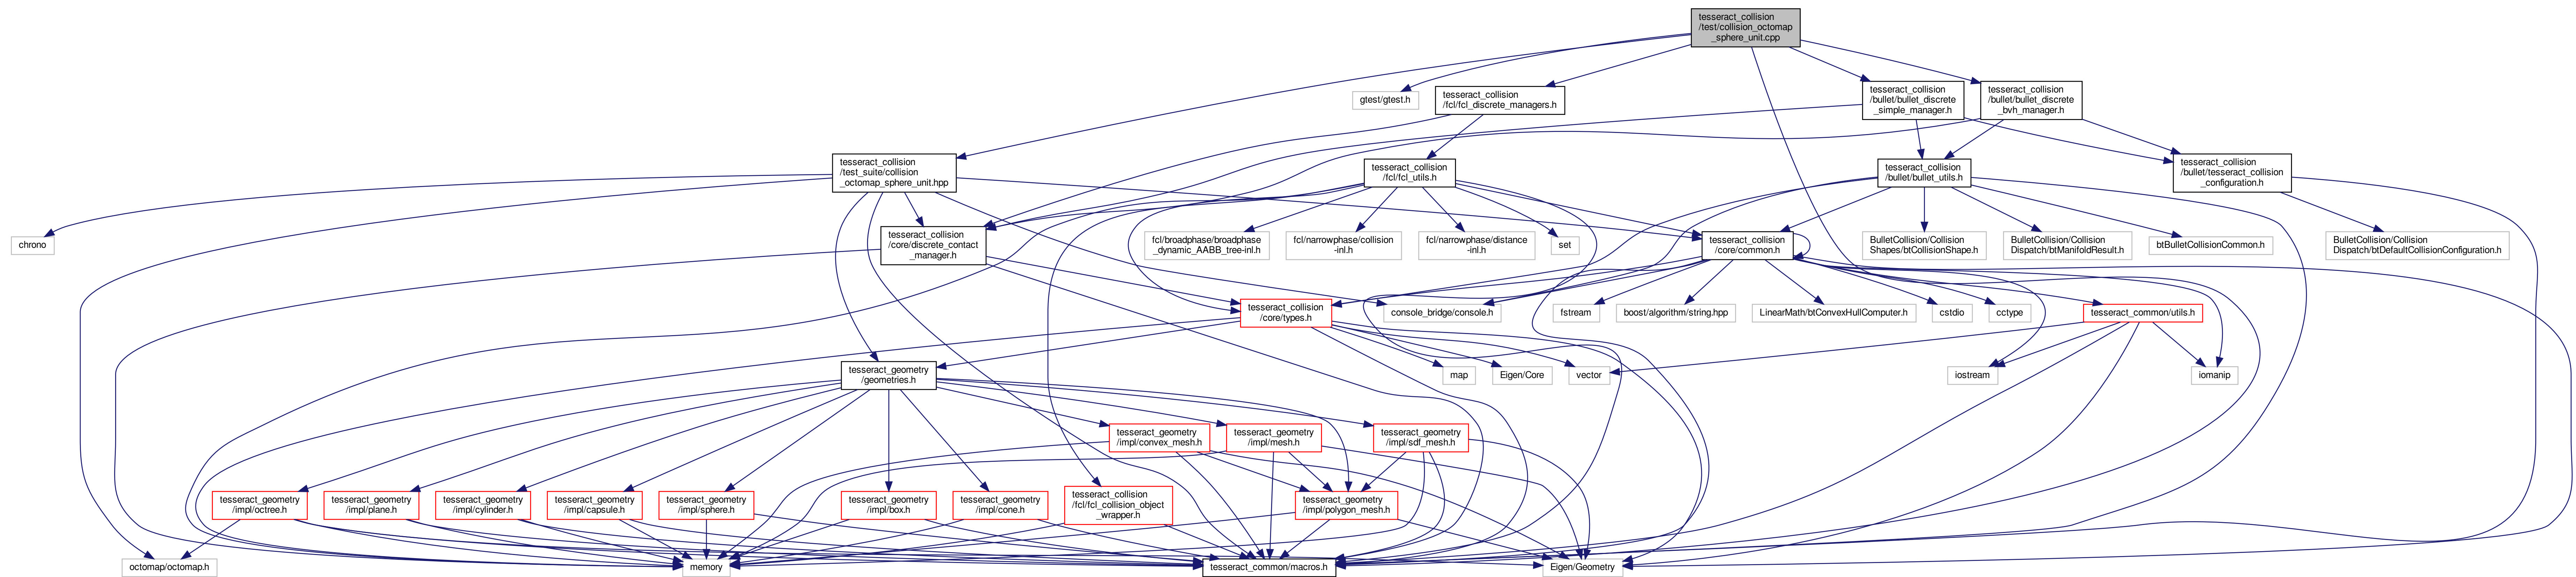 tesseract_collision
/test/collision_octomap
_sphere_unit.cpp
gtest/gtest.h
tesseract_collision
/fcl/fcl_discrete_managers.h
tesseract_collision
/bullet/bullet_discrete
_simple_manager.h
tesseract_collision
/bullet/bullet_discrete
_bvh_manager.h
tesseract_collision
/test_suite/collision
_octomap_sphere_unit.hpp
tesseract_collision
/fcl/fcl_utils.h
tesseract_collision
/bullet/bullet_utils.h
tesseract_collision
/bullet/tesseract_collision
_configuration.h
chrono
tesseract_collision
/core/discrete_contact
_manager.h
fcl/broadphase/broadphase
_dynamic_AABB_tree-inl.h
fcl/narrowphase/collision
-inl.h
fcl/narrowphase/distance
-inl.h
set
tesseract_collision
/core/common.h
BulletCollision/Collision
Shapes/btCollisionShape.h
BulletCollision/Collision
Dispatch/btManifoldResult.h
btBulletCollisionCommon.h
BulletCollision/Collision
Dispatch/btDefaultCollisionConfiguration.h
tesseract_collision
/core/types.h
console_bridge/console.h
fstream
boost/algorithm/string.hpp
LinearMath/btConvexHullComputer.h
cstdio
cctype
tesseract_common/utils.h
tesseract_geometry
/geometries.h
map
Eigen/Core
vector
iostream
iomanip
tesseract_geometry
/impl/convex_mesh.h
tesseract_geometry
/impl/mesh.h
tesseract_geometry
/impl/sdf_mesh.h
tesseract_geometry
/impl/octree.h
tesseract_geometry
/impl/plane.h
tesseract_geometry
/impl/cylinder.h
tesseract_geometry
/impl/capsule.h
tesseract_geometry
/impl/sphere.h
tesseract_geometry
/impl/box.h
tesseract_geometry
/impl/cone.h
tesseract_collision
/fcl/fcl_collision_object
_wrapper.h
tesseract_geometry
/impl/polygon_mesh.h
octomap/octomap.h
memory
tesseract_common/macros.h
Eigen/Geometry